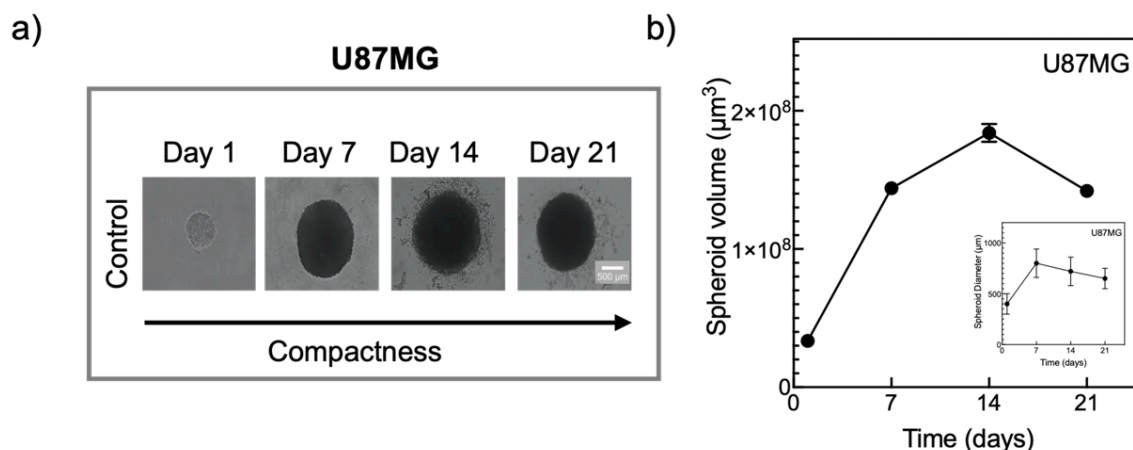 a)
U87MG
Day 1 Day 7 Day 14 Day 21
Control
500 µm
Compactness
b)
U87MG
Spheroid volume (µm³)
2×10⁸
1×10⁸
0
0 7 14 21
Time (days)
U87MG
Spheroid Diameter (µm)
1000
500
0
0 7 14 21
Time (days)